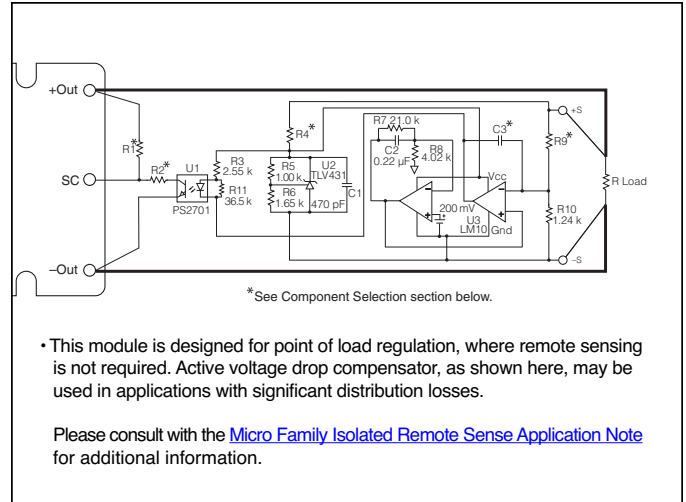 +Out
SC
–Out
R1*
R2*
U1
PS2701
R3
2.55 k
R11
36.5 k
R4*
R5
1.00 k
R6
1.65 k
U2
TLV431
470 pF
C1
R7 21.0 k
C2
0.22 µF
R8
4.02 k
C3*
Vcc
200 mV
U3
LM10
Gnd
+S
R9*
R10
1.24 k
–S
R Load
*See Component Selection section below.
• This module is designed for point of load regulation, where remote sensing
is not required. Active voltage drop compensator, as shown here, may be
used in applications with significant distribution losses.
Please consult with the Micro Family Isolated Remote Sense Application Note
for additional information.